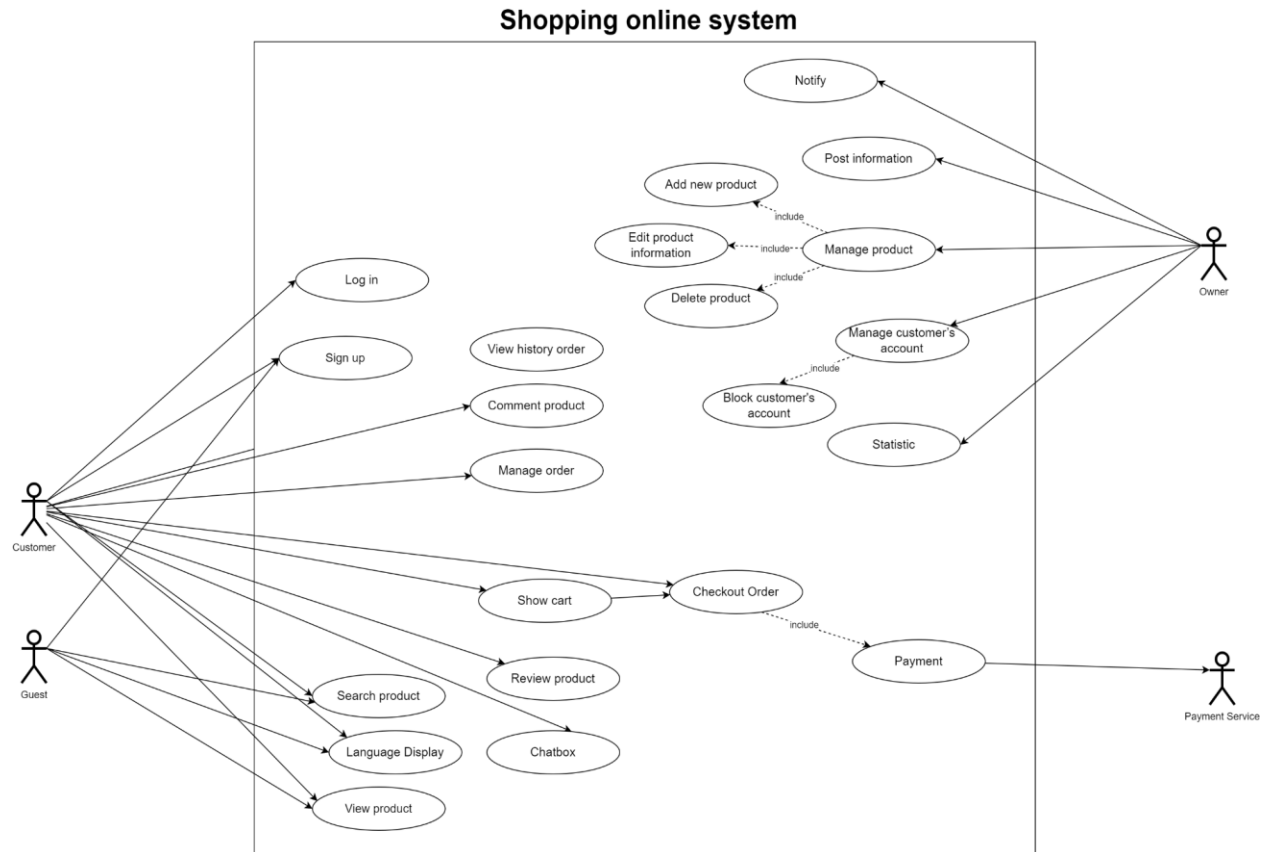 Shopping online system
Notify
Post information
Add new product
include
Edit product
information
include
Manage product
include
Delete product
Owner
Log in
Manage customer's
account
View history order
Sign up
include
Block customer's
account
Comment product
Statistic
Manage order
Customer
Show cart
Checkout Order
include
Payment
Guest
Review product
Search product
Payment Service
Language Display
Chatbox
View product